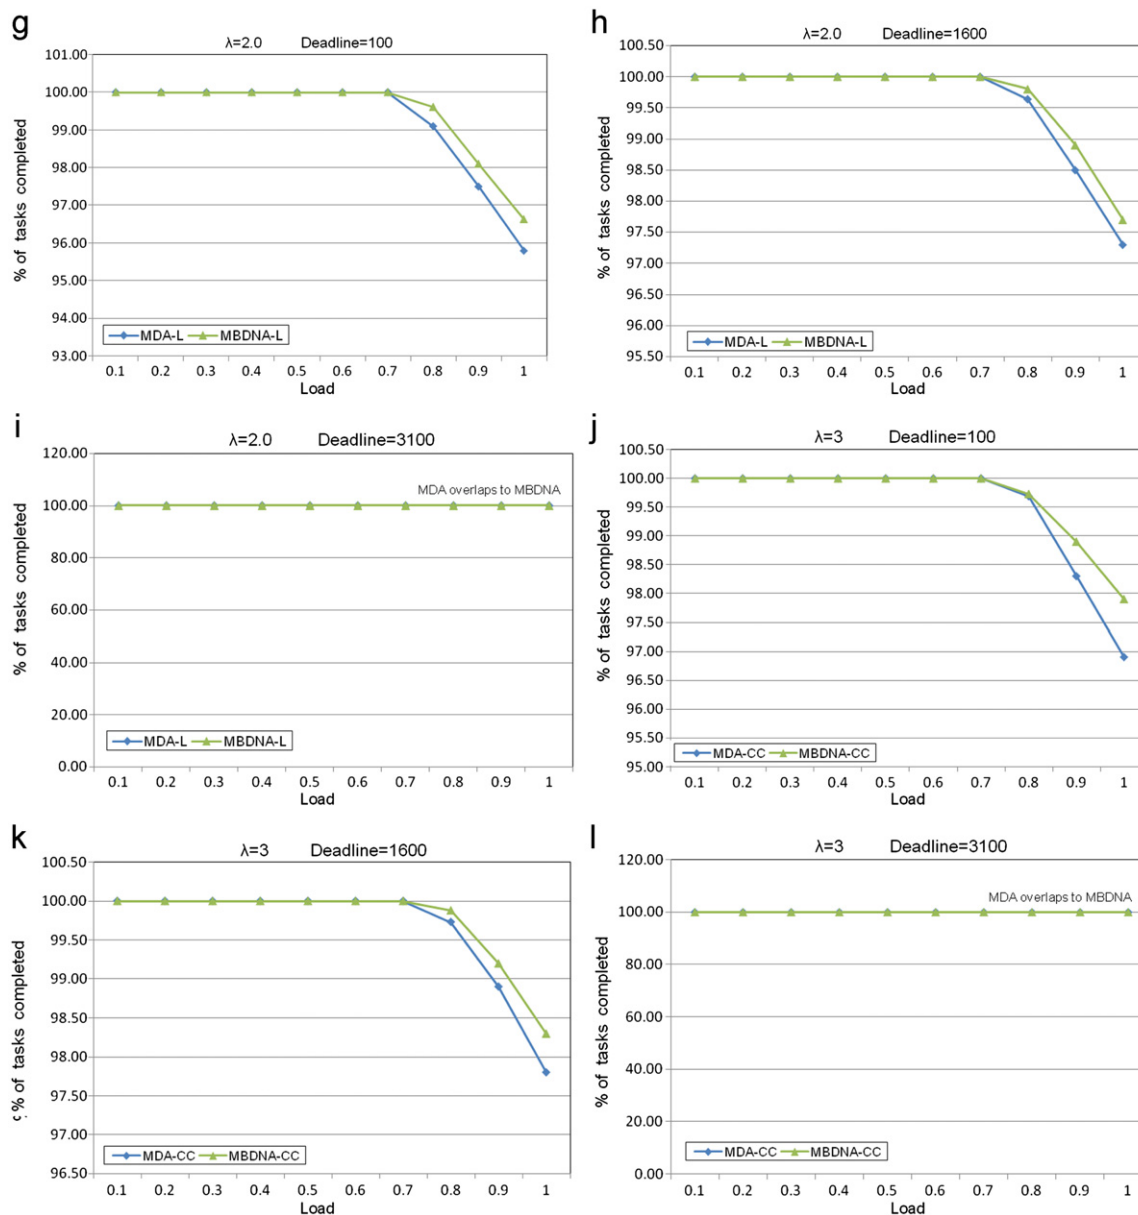 g
λ=2.0 Deadline=100
101.00
100.00
99.00
98.00
97.00
96.00
95.00
94.00
93.00
% of tasks completed
MDA-L MBDNA-L
0.1 0.2 0.3 0.4 0.5 0.6 0.7 0.8 0.9 1
Load
h
λ=2.0 Deadline=1600
100.50
100.00
99.50
99.00
98.50
98.00
97.50
97.00
96.50
96.00
95.50
% of tasks completed
MDA-L MBDNA-L
0.1 0.2 0.3 0.4 0.5 0.6 0.7 0.8 0.9 1
Load
i
λ=2.0 Deadline=3100
120.00
100.00
80.00
60.00
40.00
20.00
0.00
% of tasks completed
MDA overlaps to MBDNA
MDA-L MBDNA-L
0.1 0.2 0.3 0.4 0.5 0.6 0.7 0.8 0.9 1
Load
j
λ=3 Deadline=100
100.50
100.00
99.50
99.00
98.50
98.00
97.50
97.00
96.50
96.00
95.50
95.00
% of tasks completed
MDA-CC MBDNA-CC
0.1 0.2 0.3 0.4 0.5 0.6 0.7 0.8 0.9 1
Load
k
λ=3 Deadline=1600
100.50
100.00
99.50
99.00
98.50
98.00
97.50
97.00
96.50
% of tasks completed
MDA-CC MBDNA-CC
0.1 0.2 0.3 0.4 0.5 0.6 0.7 0.8 0.9 1
Load
l
λ=3 Deadline=3100
120.00
100.00
80.00
60.00
40.00
20.00
0.00
% of tasks completed
MDA overlaps to MBDNA
MDA-CC MBDNA-CC
0.1 0.2 0.3 0.4 0.5 0.6 0.7 0.8 0.9 1
Load